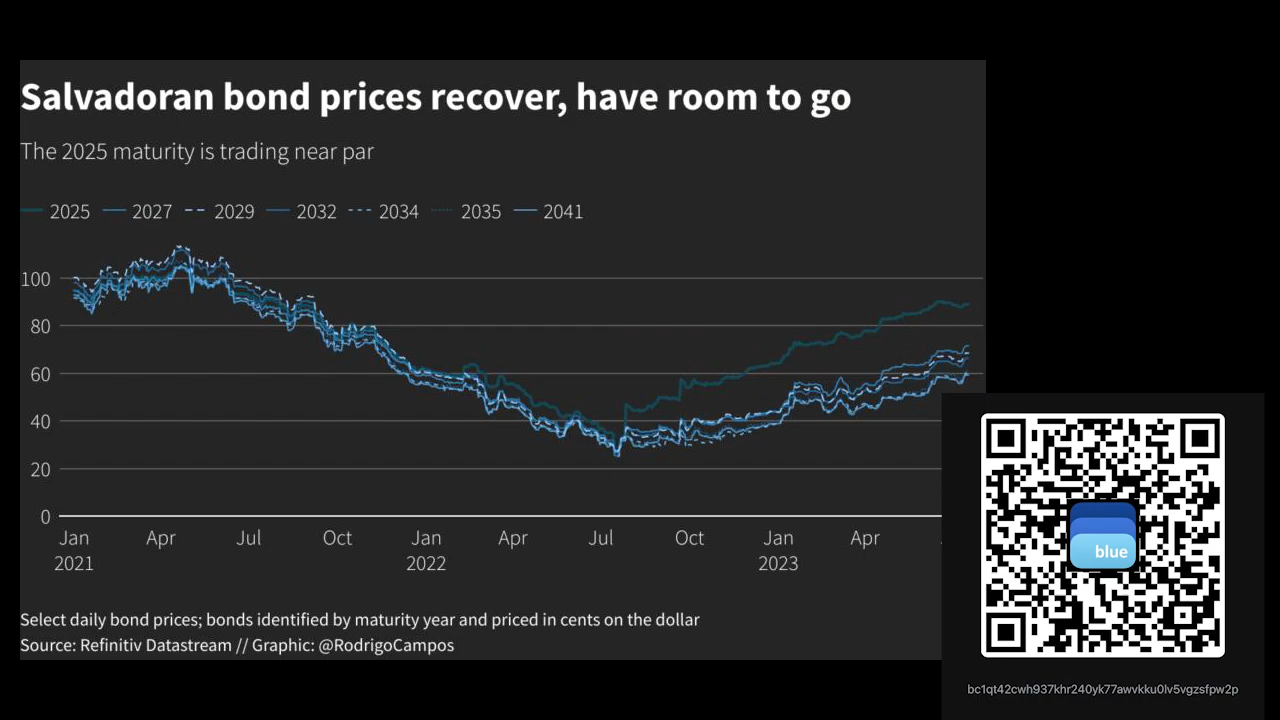 Salvadoran bond prices recover, have room to go
The 2025 maturity is trading near par
2025 2027 2029 2032 2034 2035 2041
100
80
60
40
20
0
Jan Apr Jul Oct Jan Apr Jul Oct Jan Apr
2021 2022 2023
Select daily bond prices; bonds identified by maturity year and priced in cents on the dollar
Source: Refinitiv Datastream // Graphic: @RodrigoCampos
blue
bc1qt42cwh937khr240yk77awvkku0lv5vgzsfpw2p